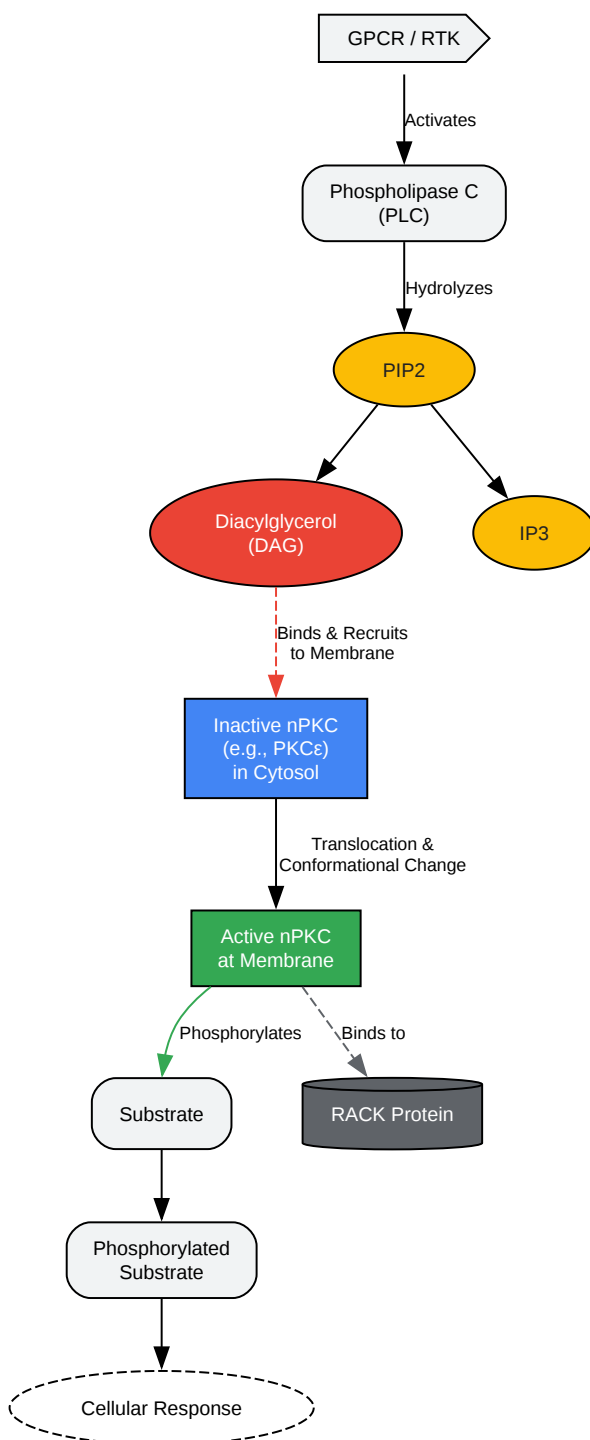 GPCR / RTK
Activates
Phospholipase C
(PLC)
Hydrolyzes
PIP2
Diacylglycerol
(DAG)
IP3
Binds & Recruits
to Membrane
Inactive nPKC
(e.g., PKCε)
in Cytosol
Translocation &
Conformational Change
Active nPKC
at Membrane
Phosphorylates
Binds to
Substrate
RACK Protein
Phosphorylated
Substrate
Cellular Response